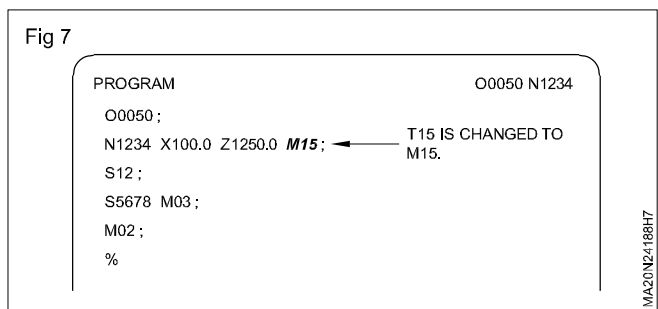 Fig 7
PROGRAM O0050 N1234
O0050 ;
N1234 X100.0 Z1250.0 M15 ;
T15 IS CHANGED TO
M15.
S12 ;
S5678 M03 ;
M02 ;
%
MA20N24188H7